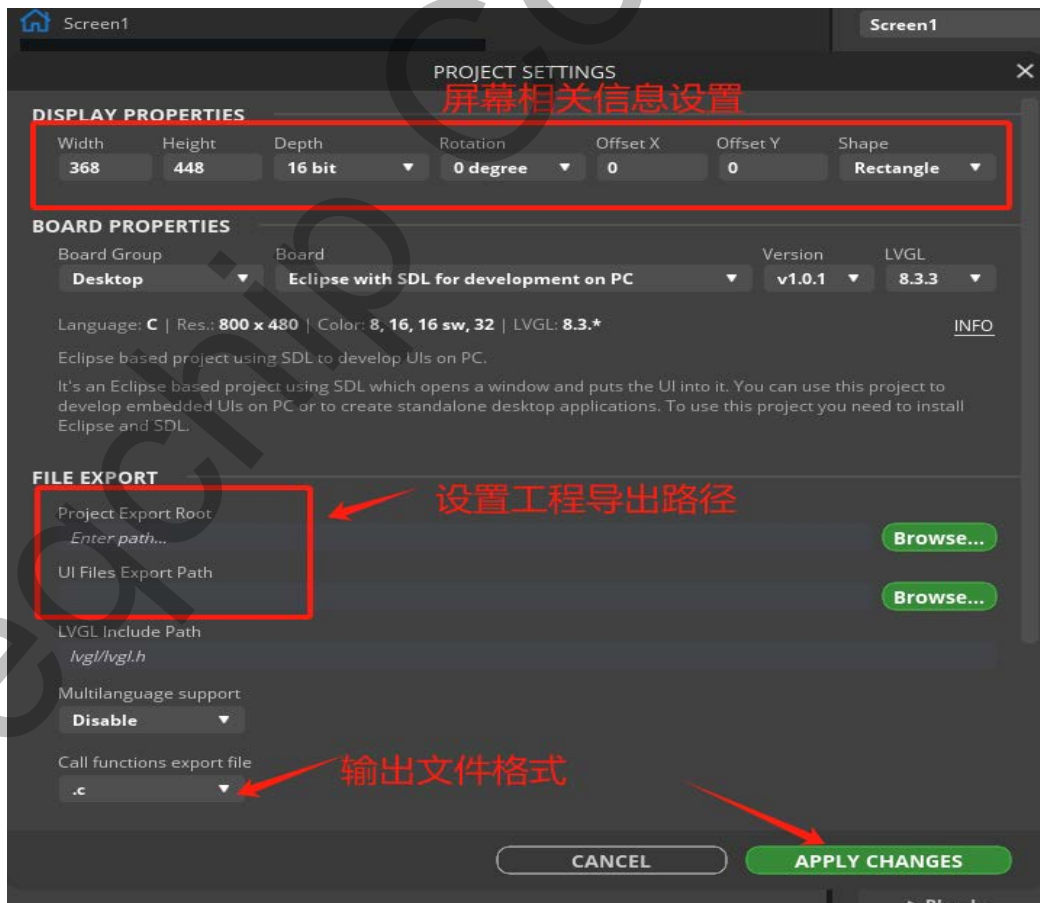 Screen1
Screen1
PROJECT SETTINGS
屏幕相关信息设置
DISPLAY PROPERTIES
Width Height Depth Rotation Offset X Offset Y Shape
368 448 16 bit 0 degree 0 0 Rectangle
BOARD PROPERTIES
Board Group Board Version LVGL
Desktop Eclipse with SDL for development on PC v1.0.1 8.3.3
Language: C | Res.: 800 x 480 | Color: 8, 16, 16 sw, 32 | LVGL: 8.3.* INFO
Eclipse based project using SDL to develop UIs on PC.
It's an Eclipse based project using SDL which opens a window and puts the UI into it. You can use this project to
develop embedded UIs on PC or to create standalone desktop applications. To use this project you need to install
Eclipse and SDL.
FILE EXPORT
设置工程导出路径
Project Export Root
Enter path... Browse...
UI Files Export Path
Browse...
LVGL Include Path
lvgl/lvgl.h
Multilanguage support
Disable
Call functions export file
输出文件格式
.c
CANCEL APPLY CHANGES